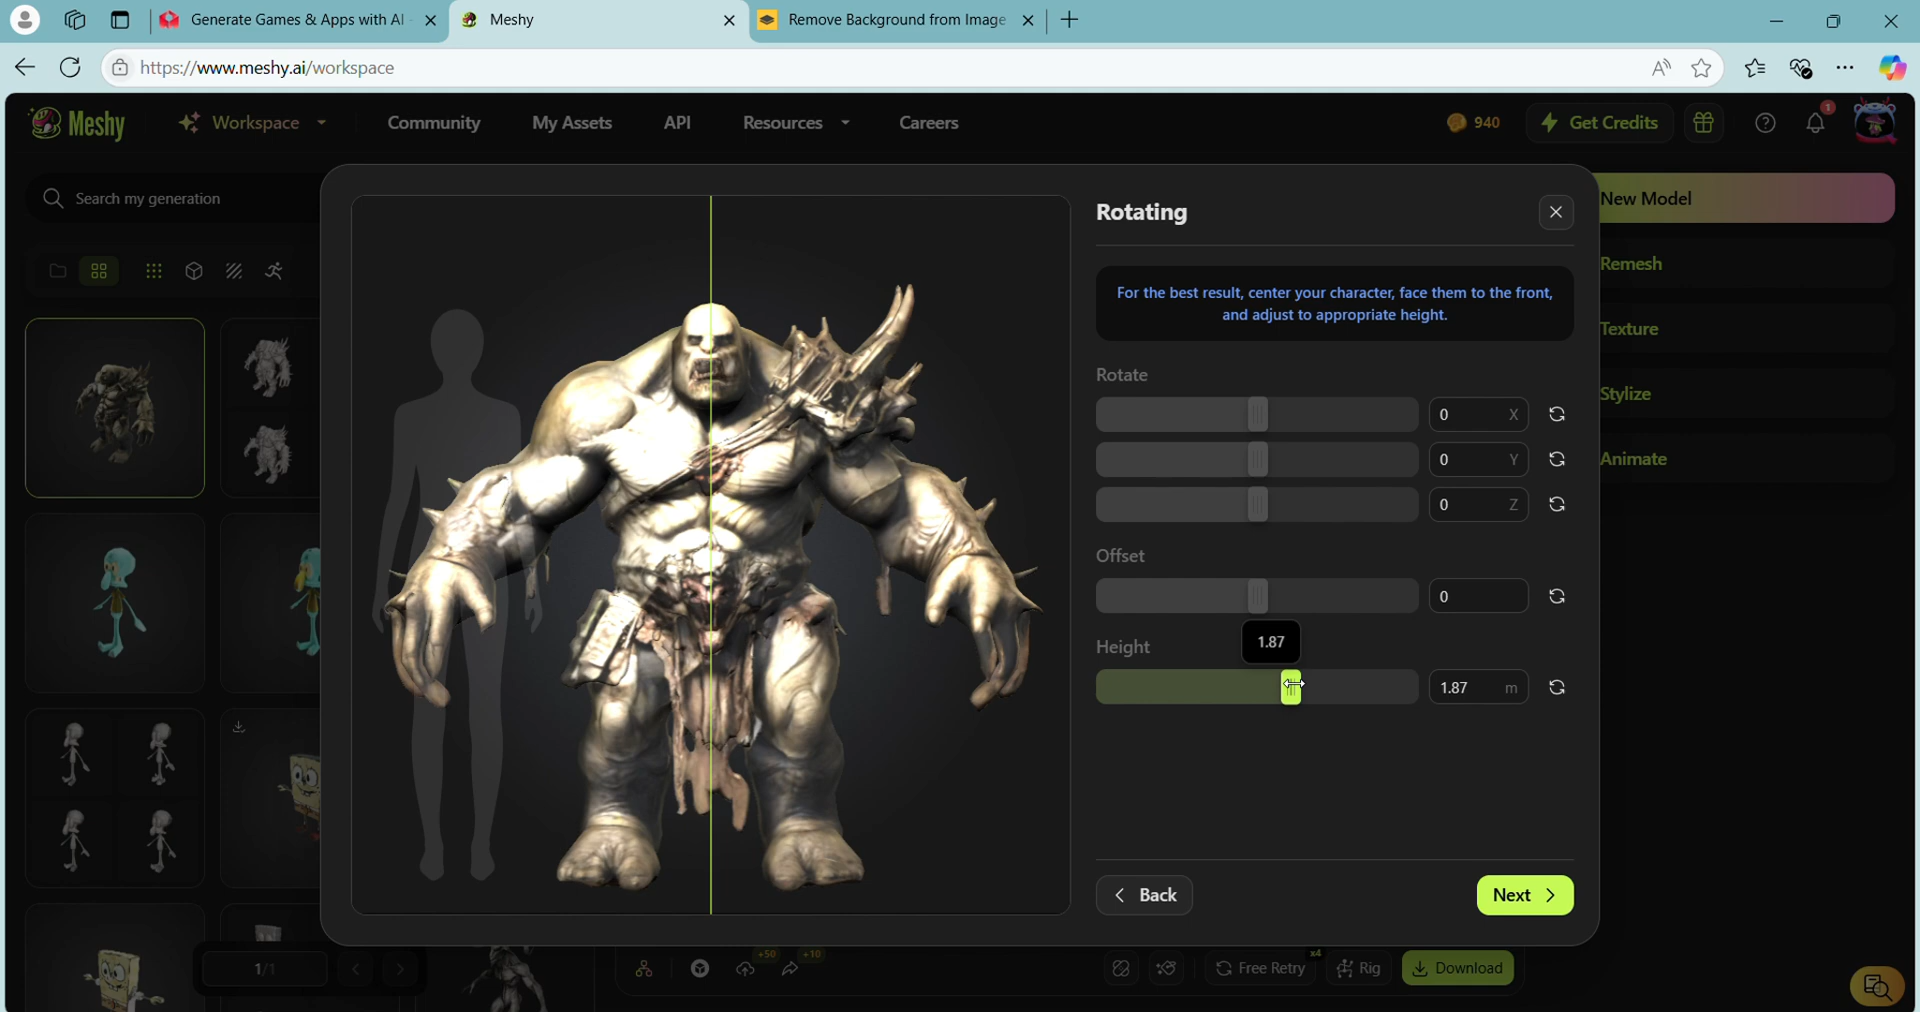 Generate Games & Apps with AI
Meshy
Remove Background from Image
https://www.meshy.ai/workspace
Meshy
Workspace
Community
My Assets
API
Resources
Careers
940
Get Credits
1
Search my generation
New Model
Remesh
Texture
Stylize
Animate
Rotating
For the best result, center your character, face them to the front,
and adjust to appropriate height.
Rotate
0 X
0 Y
0 Z
Offset
0
1.87
Height
1.87 m
Back
Next
1/1
+50
+10
x4
Free Retry
Rig
Download